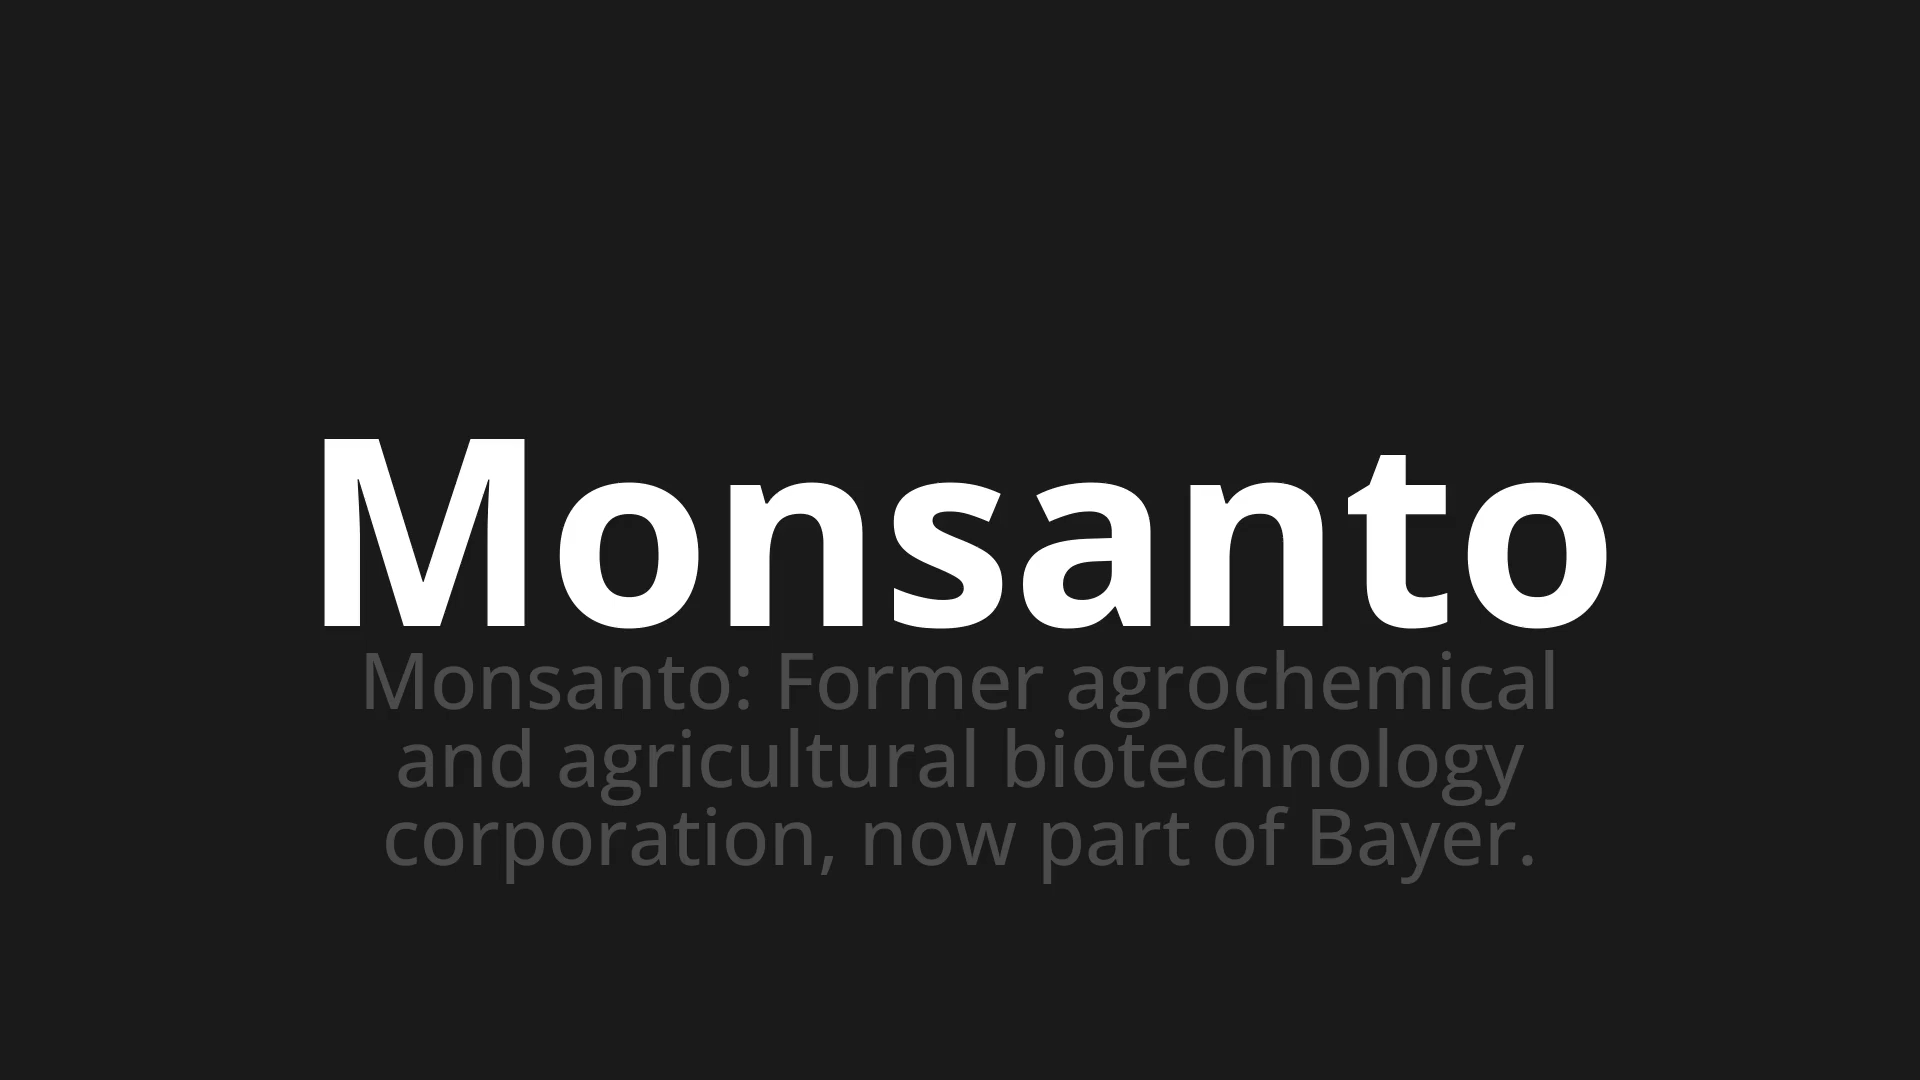 Monsanto
Monsanto: Former agrochemical
and agricultural biotechnology
corporation, now part of Bayer.